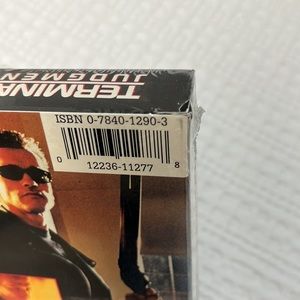 TERMINA
JUDGMEN
ISBN 0-7840-1290-3
0 12236-11277 8